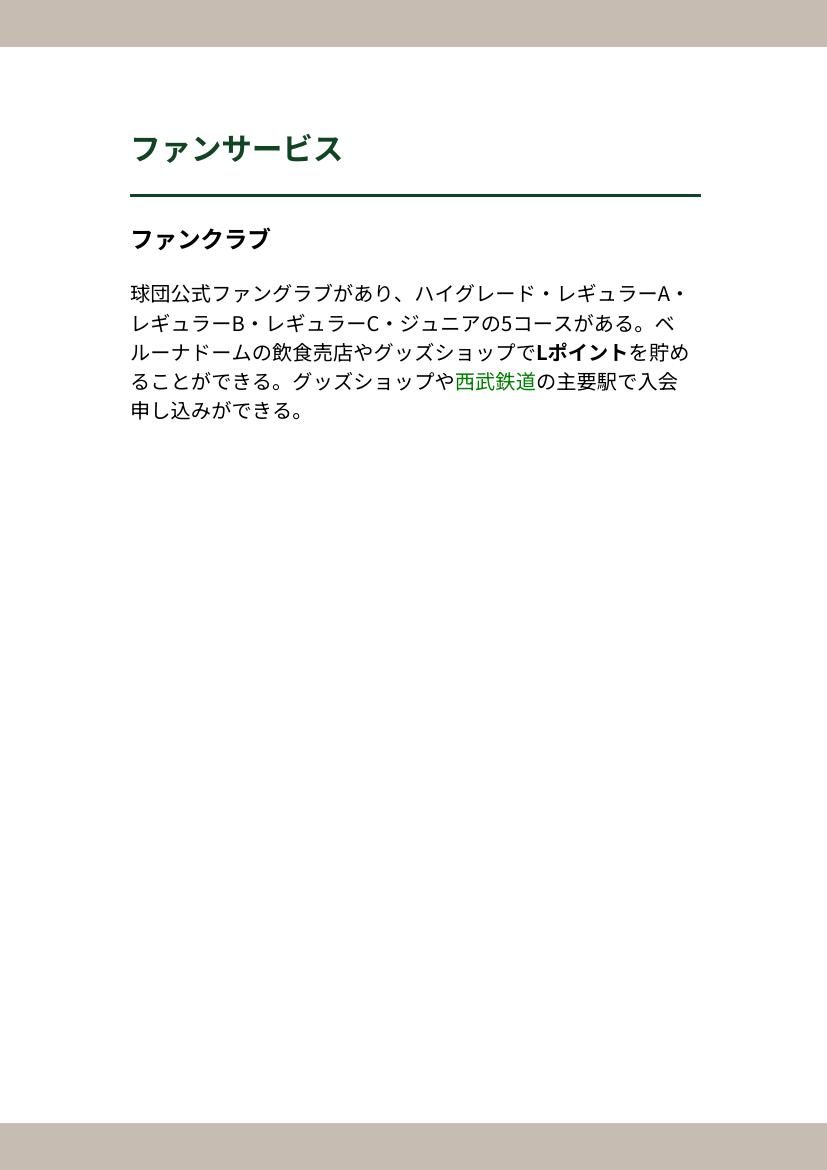 ファンサービス
ファンクラブ
球団公式ファングラブがあり、ハイグレード・レギュラーA・
レギュラーB・レギュラーC・ジュニアの5コースがある。ベ
ルーナドームの飲食売店やグッズショップでLポイントを貯め
ることができる。グッズショップや西武鉄道の主要駅で入会
申し込みができる。